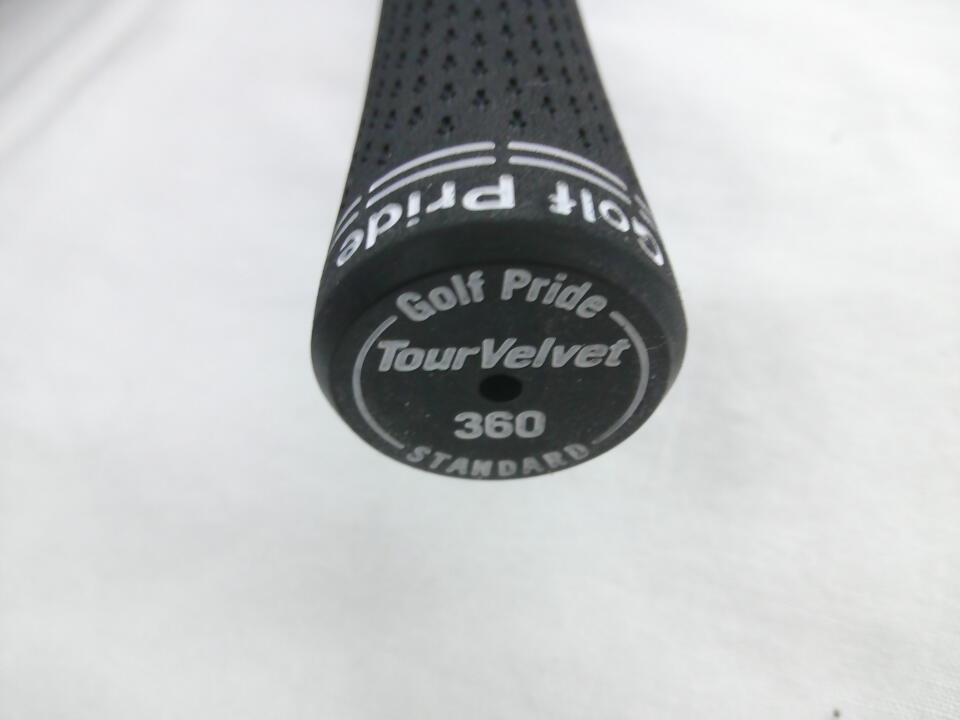 Golf Pride
Golf Pride
TourVelvet
360
STANDARD